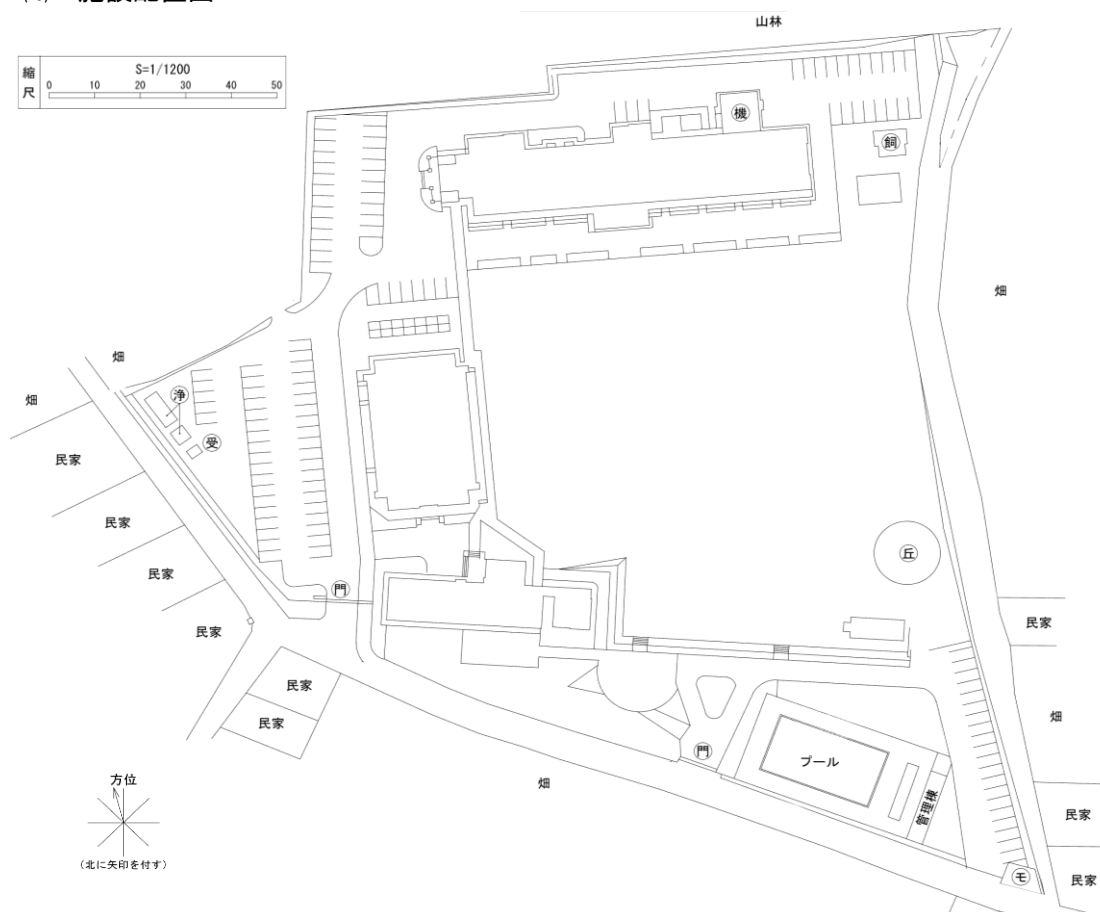 山林
縮尺
S=1/1200
0 10 20 30 40 50
機
飼
畑
畑
畑
浄
受
民家
民家
民家
民家
門
丘
民家
民家
民家
畑
門
プール
管理棟
畑
民家
民家
モ
方位
(北に矢印を付す)